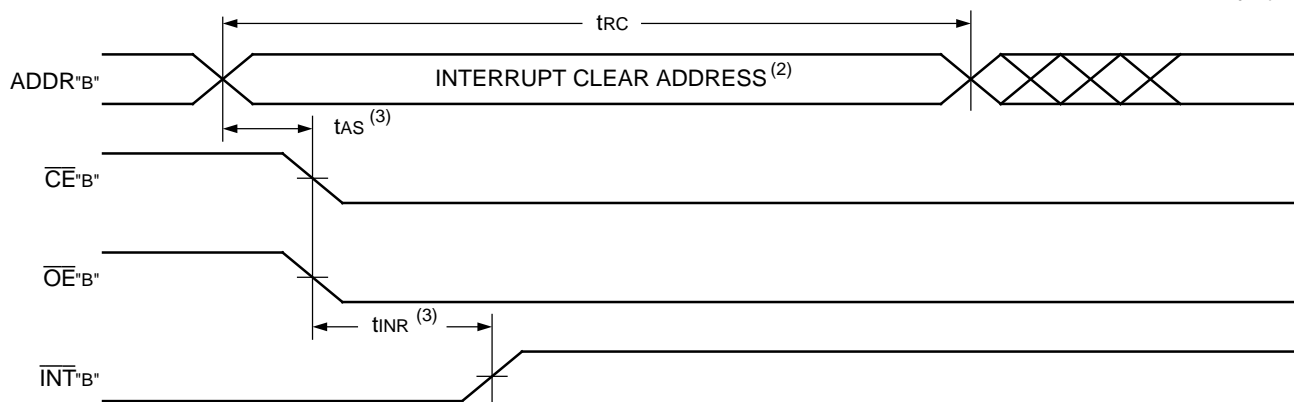 tRC
ADDR"B"
INTERRUPT CLEAR ADDRESS (2)
tAS (3)
CE"B"
OE"B"
tINR (3)
INT"B"